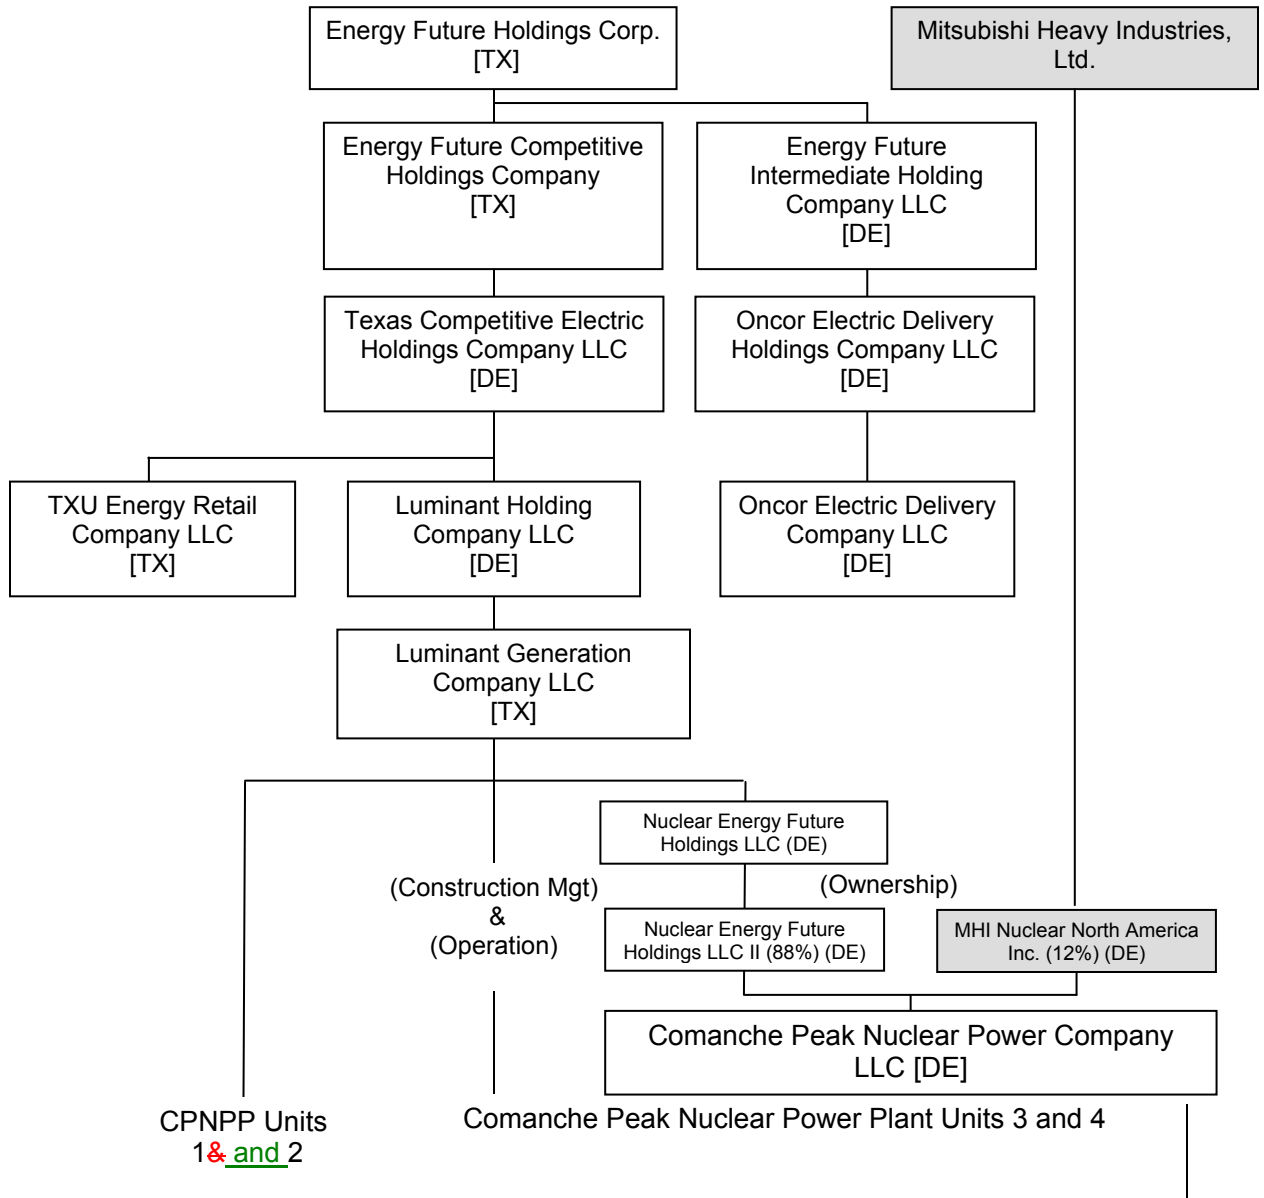 Energy Future Holdings Corp.
[TX]
Mitsubishi Heavy Industries,
Ltd.
Energy Future Competitive
Holdings Company
[TX]
Energy Future
Intermediate Holding
Company LLC
[DE]
Texas Competitive Electric
Holdings Company LLC
[DE]
Oncor Electric Delivery
Holdings Company LLC
[DE]
TXU Energy Retail
Company LLC
[TX]
Luminant Holding
Company LLC
[DE]
Oncor Electric Delivery
Company LLC
[DE]
Luminant Generation
Company LLC
[TX]
Nuclear Energy Future
Holdings LLC (DE)
(Construction Mgt)
&
(Operation)
(Ownership)
Nuclear Energy Future
Holdings LLC II (88%) (DE)
MHI Nuclear North America
Inc. (12%) (DE)
Comanche Peak Nuclear Power Company
LLC [DE]
CPNPP Units
1& and 2
Comanche Peak Nuclear Power Plant Units 3 and 4